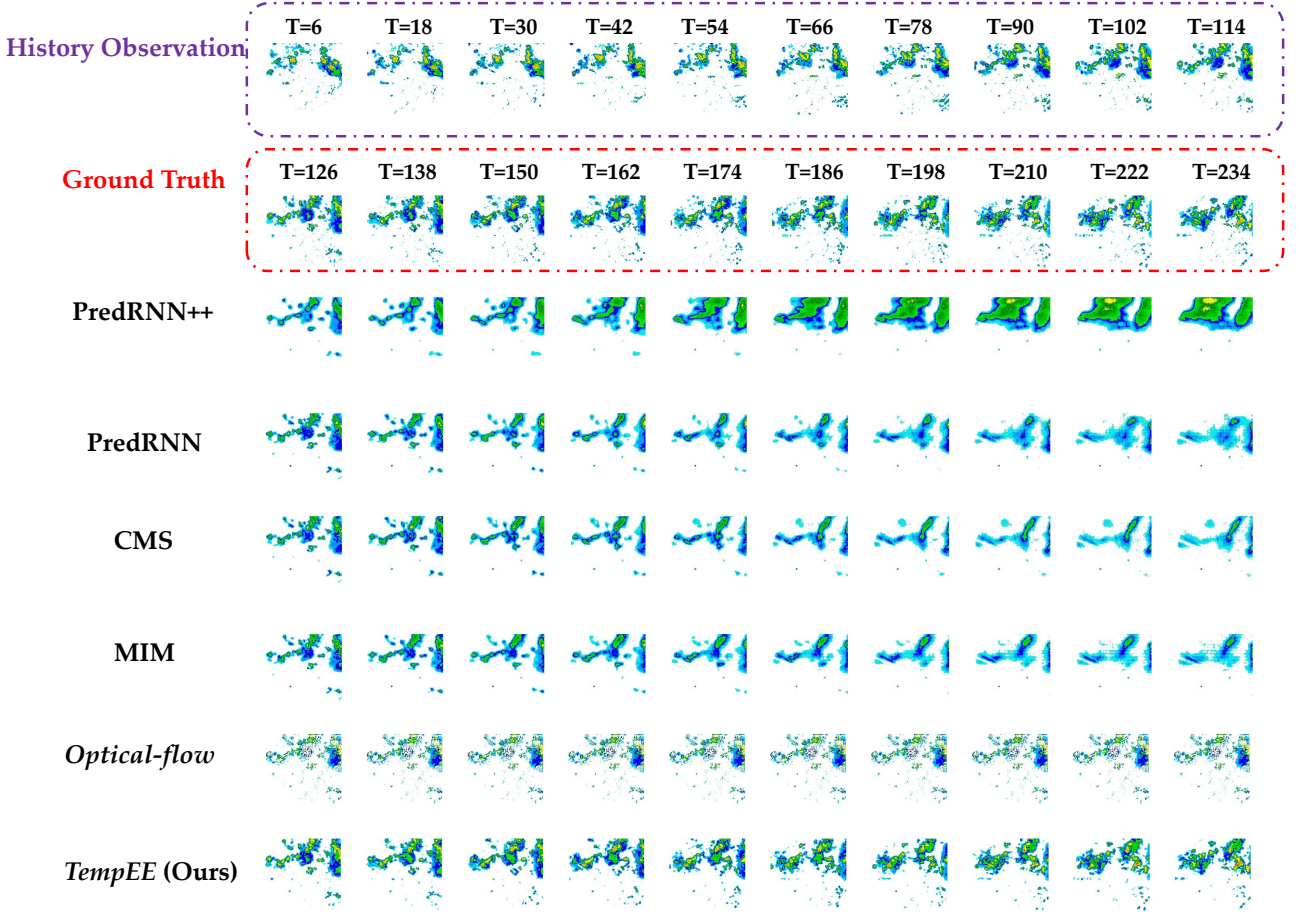 T=6 T=18 T=30 T=42 T=54 T=66 T=78 T=90 T=102 T=114
History Observation
T=126 T=138 T=150 T=162 T=174 T=186 T=198 T=210 T=222 T=234
Ground Truth
PredRNN++
PredRNN
CMS
MIM
Optical-flow
TempEE (Ours)